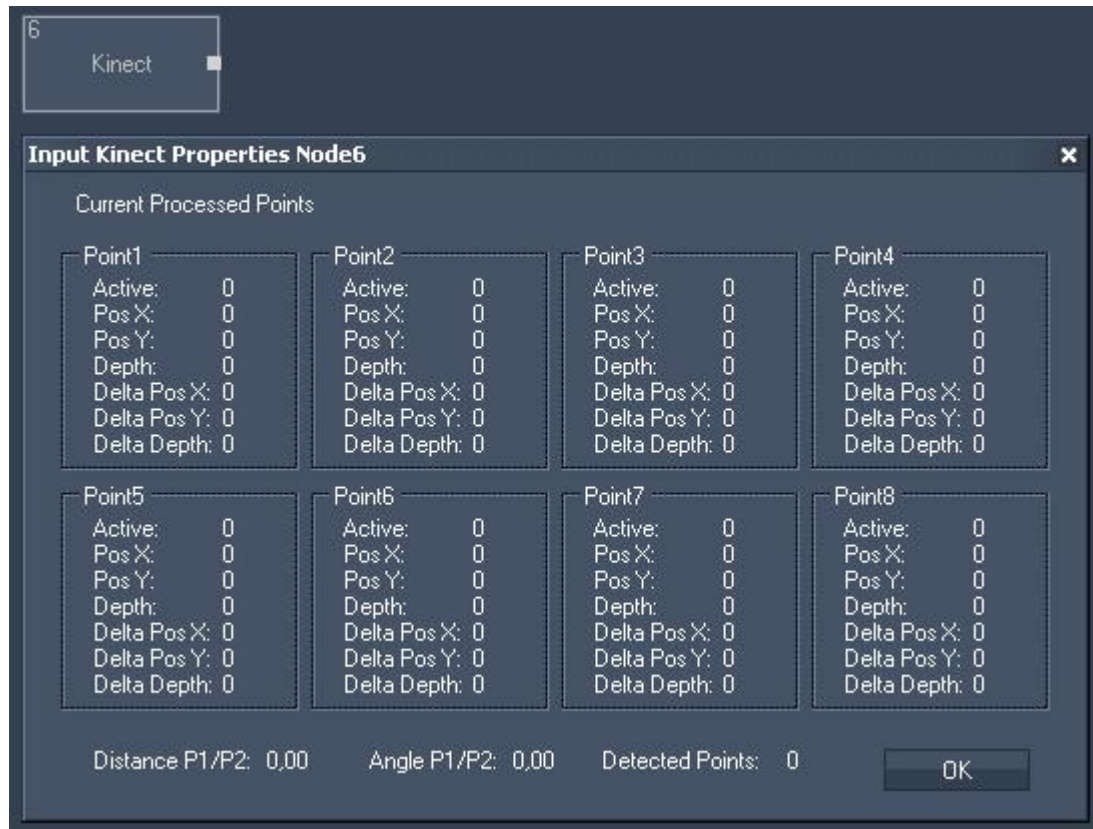 6
Kinect
Input Kinect Properties Node6
Current Processed Points
Point1
Active: 0
Pos X: 0
Pos Y: 0
Depth: 0
Delta Pos X: 0
Delta Pos Y: 0
Delta Depth: 0
Point2
Active: 0
Pos X: 0
Pos Y: 0
Depth: 0
Delta Pos X: 0
Delta Pos Y: 0
Delta Depth: 0
Point3
Active: 0
Pos X: 0
Pos Y: 0
Depth: 0
Delta Pos X: 0
Delta Pos Y: 0
Delta Depth: 0
Point4
Active: 0
Pos X: 0
Pos Y: 0
Depth: 0
Delta Pos X: 0
Delta Pos Y: 0
Delta Depth: 0
Point5
Active: 0
Pos X: 0
Pos Y: 0
Depth: 0
Delta Pos X: 0
Delta Pos Y: 0
Delta Depth: 0
Point6
Active: 0
Pos X: 0
Pos Y: 0
Depth: 0
Delta Pos X: 0
Delta Pos Y: 0
Delta Depth: 0
Point7
Active: 0
Pos X: 0
Pos Y: 0
Depth: 0
Delta Pos X: 0
Delta Pos Y: 0
Delta Depth: 0
Point8
Active: 0
Pos X: 0
Pos Y: 0
Depth: 0
Delta Pos X: 0
Delta Pos Y: 0
Delta Depth: 0
Distance P1/P2: 0,00 Angle P1/P2: 0,00 Detected Points: 0
OK